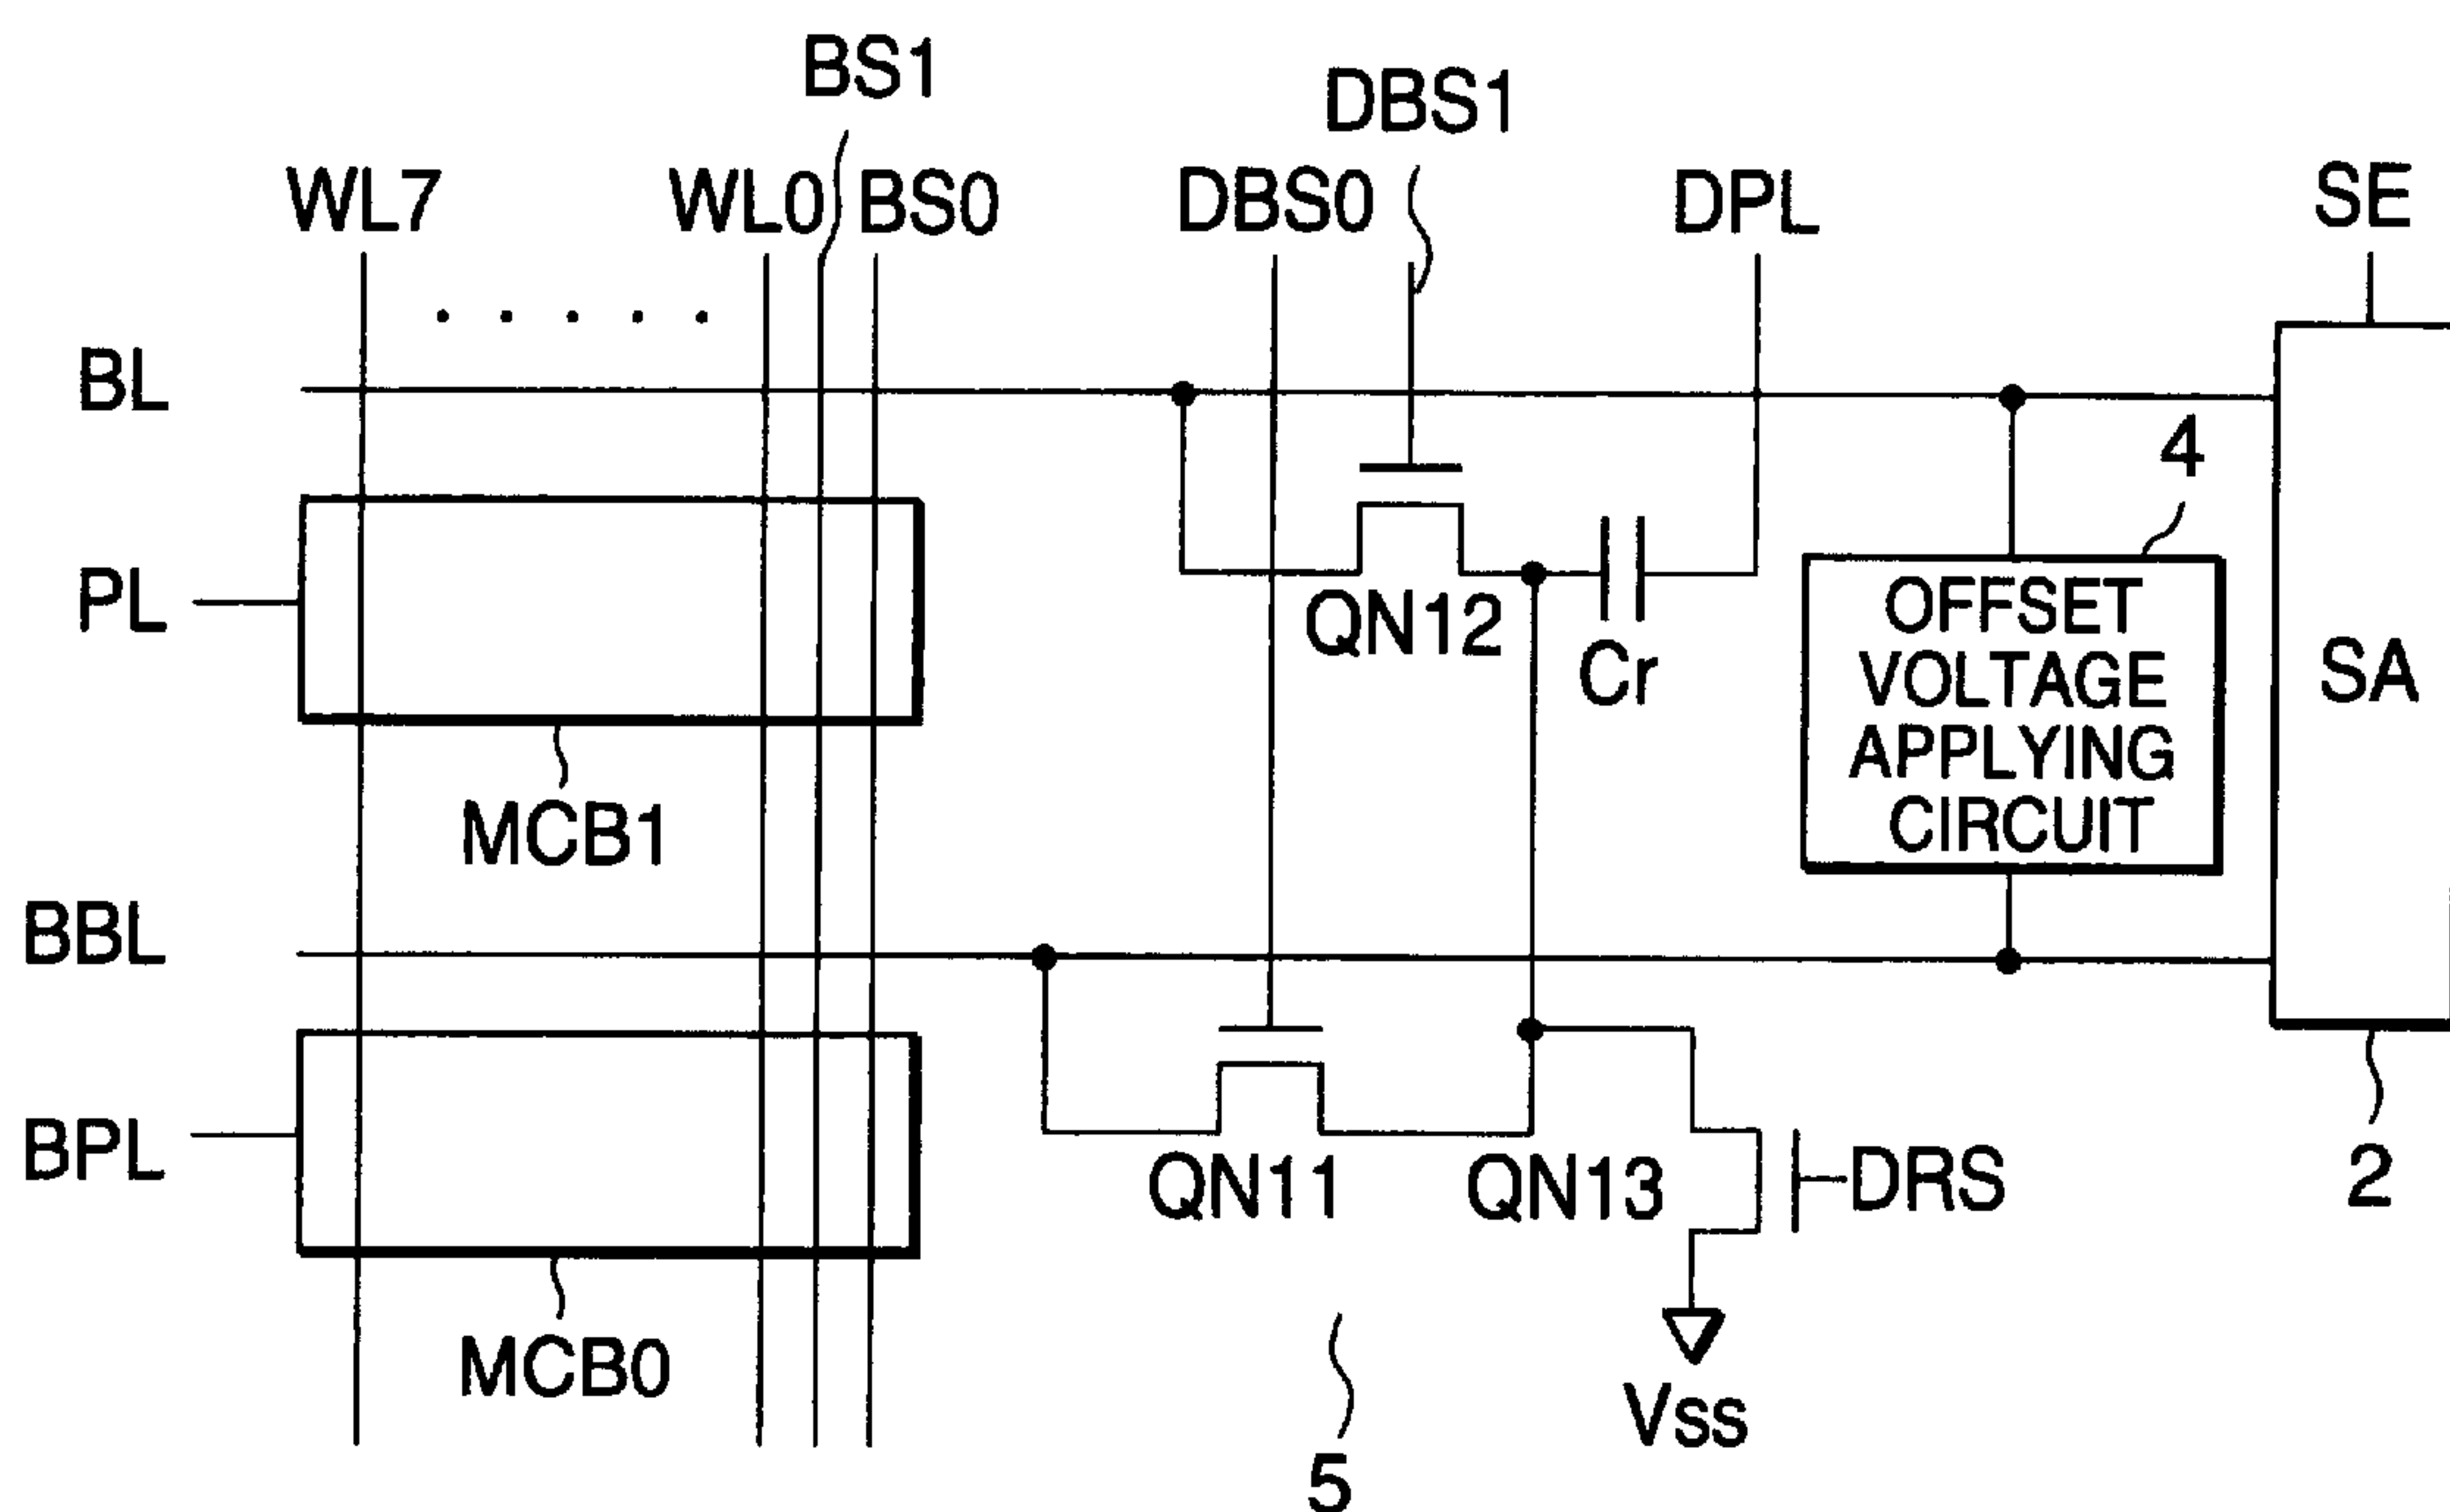 BS1
DBS1
WL7 WL0 BS0 DBS0 DPL SE
BL
4
PL
OFFSET
VOLTAGE
APPLYING
CIRCUIT
QN12
Cr
SA
MCB1
BBL
BPL
QN11 QN13 DRS
2
MCB0
Vss
5